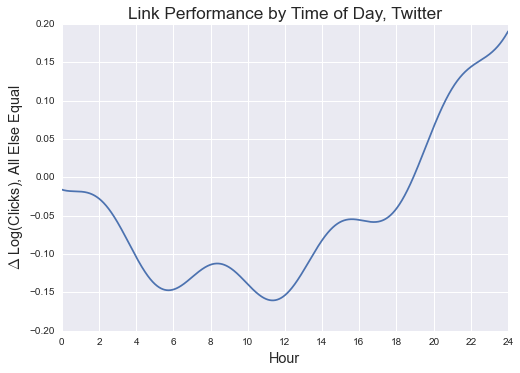 Link Performance by Time of Day, Twitter
0.20
0.15
0.10
0.05
0.00
−0.05
−0.10
−0.15
−0.20
Δ Log(Clicks), All Else Equal
0 2 4 6 8 10 12 14 16 18 20 22 24
Hour